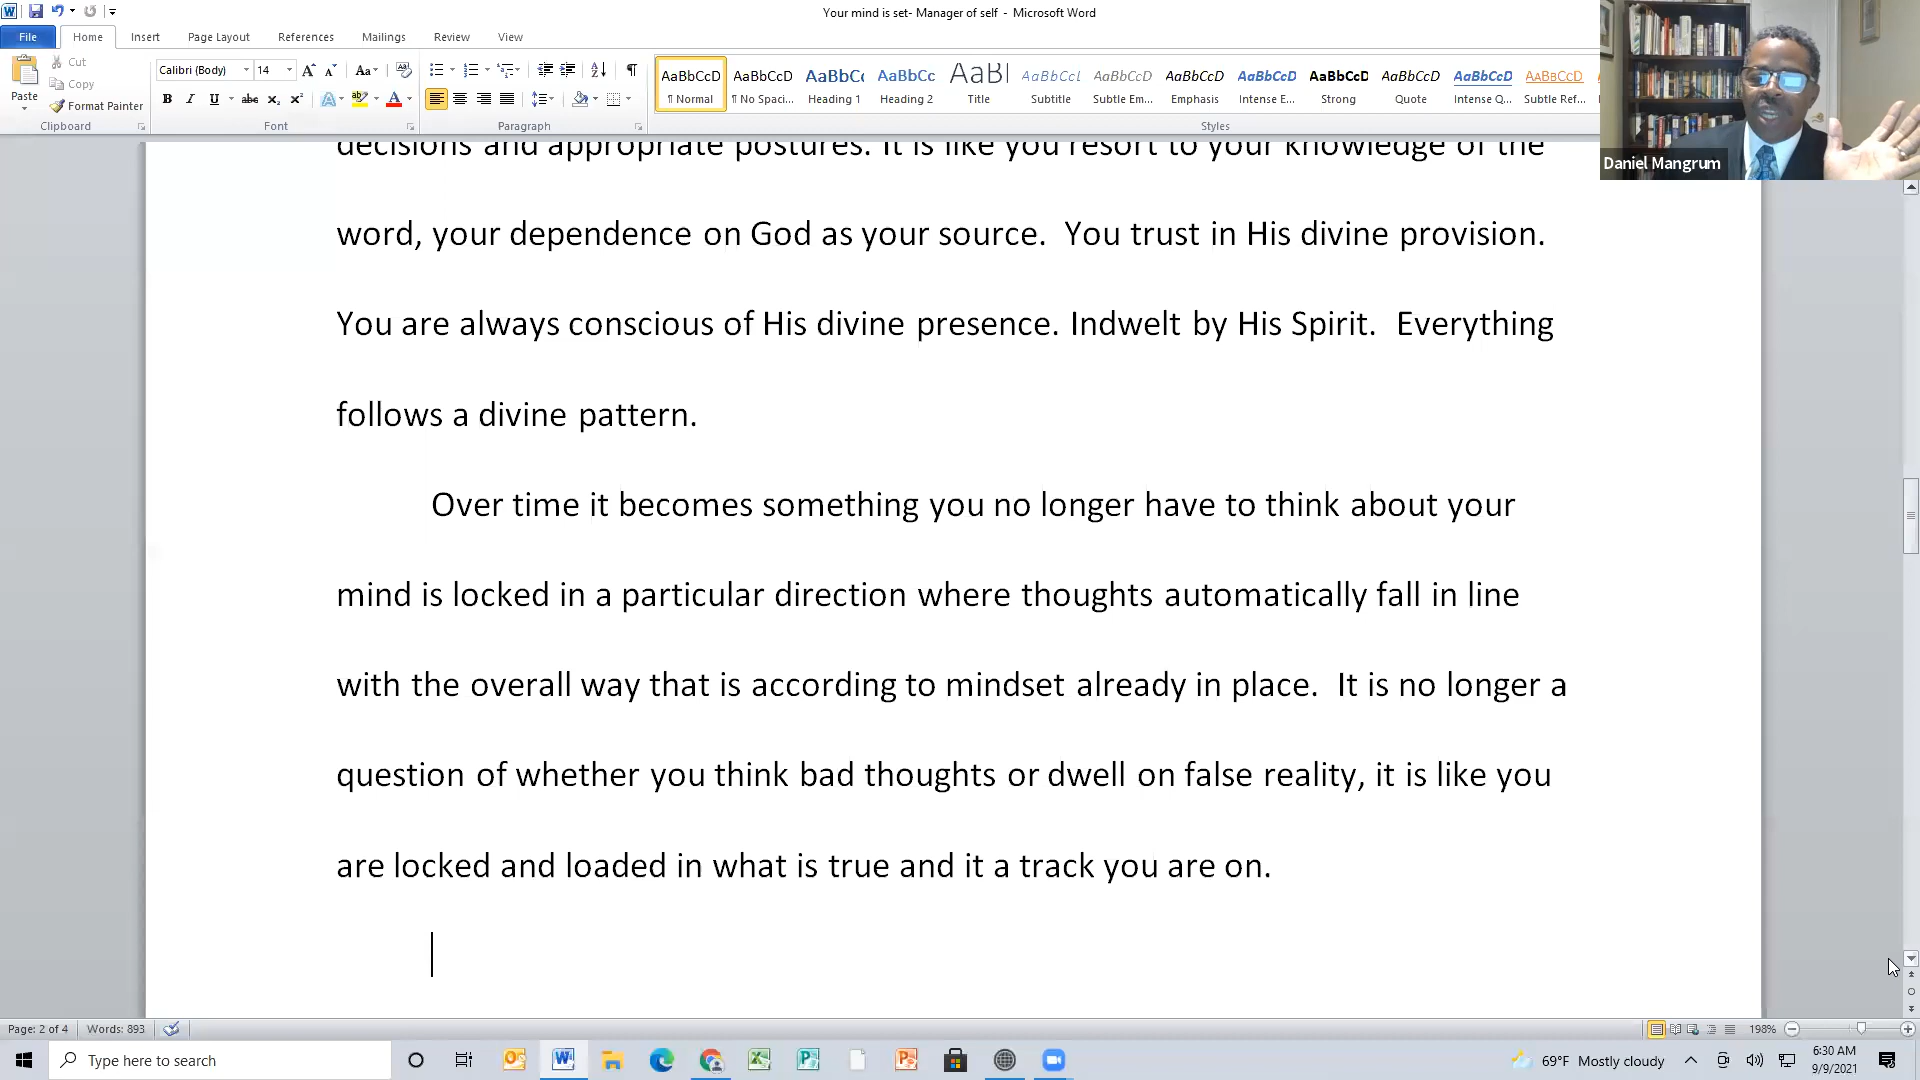 Your mind is set- Manager of self - Microsoft Word
File Home Insert Page Layout References Mailings Review View
Cut
Copy
Format Painter
Paste
Clipboard
Calibri (Body) 14
Font
Paragraph
AaBbCcD AaBbCcD AaBbCc AaBbCc AaBl AaBbCcL AaBbCcD AaBbCcD AaBbCcD AaBbCcD AaBbCcD AaBbCcD AaBbCcD
¶ Normal ¶ No Spaci... Heading 1 Heading 2 Title Subtitle Subtle Em... Emphasis Intense E... Strong Quote Intense Q... Subtle Ref...
Styles
Daniel Mangrum
decisions and appropriate postures. It is like you resort to your knowledge of the
word, your dependence on God as your source.  You trust in His divine provision.
You are always conscious of His divine presence. Indwelt by His Spirit.  Everything
follows a divine pattern.
Over time it becomes something you no longer have to think about your
mind is locked in a particular direction where thoughts automatically fall in line
with the overall way that is according to mindset already in place.  It is no longer a
question of whether you think bad thoughts or dwell on false reality, it is like you
are locked and loaded in what is true and it a track you are on.
Page: 2 of 4 Words: 893 198%
Type here to search
69°F Mostly cloudy
6:30 AM
9/9/2021